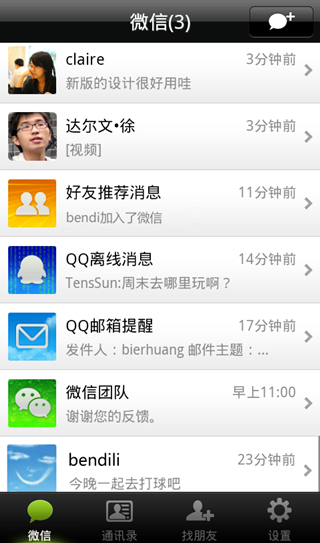 微信(3)
claire 3分钟前
新版的设计很好用哇
达尔文•徐 3分钟前
[视频]
好友推荐消息 11分钟前
bendi加入了微信
QQ离线消息 14分钟前
TensSun:周末去哪里玩啊？
QQ邮箱提醒 17分钟前
发件人：bierhuang 邮件主题：...
微信团队 早上11:00
谢谢您的反馈。
bendili 23分钟前
今晚一起去打球吧
微信 通讯录 找朋友 设置